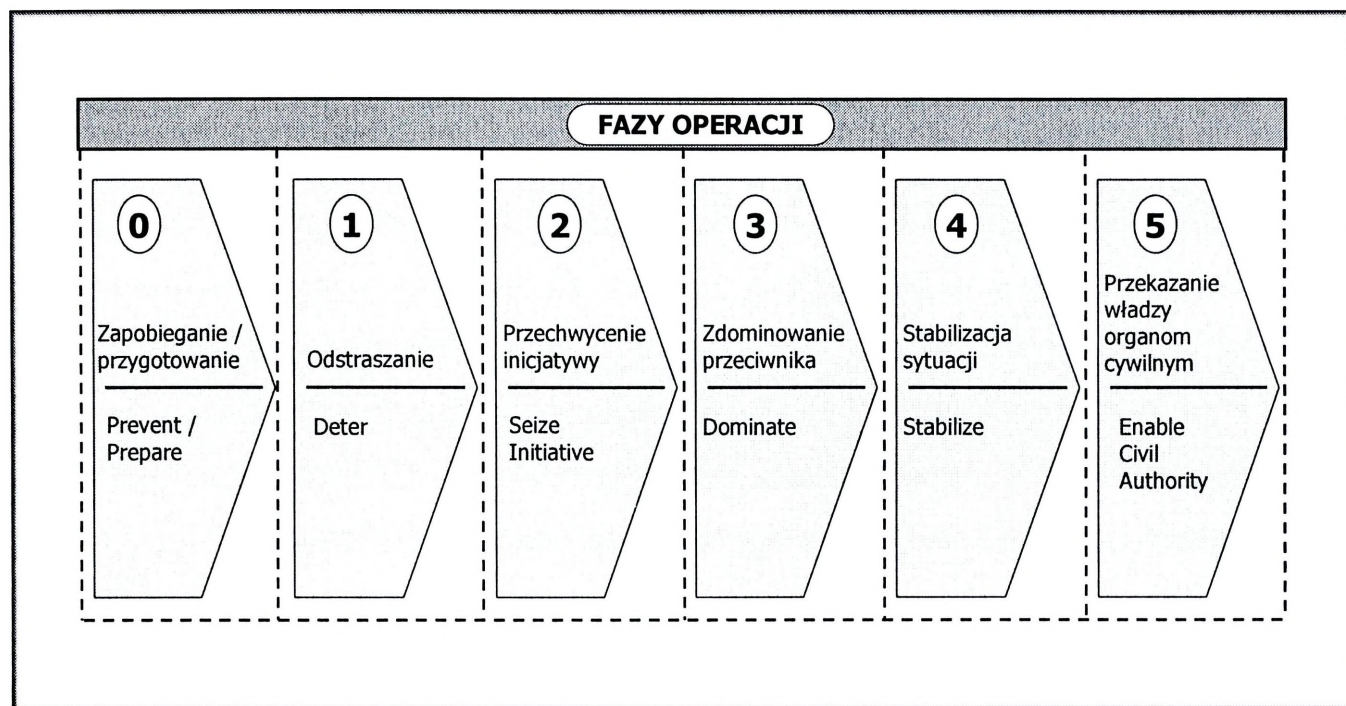 FAZY OPERACJI
0
Zapobieganie /
przygotowanie
Prevent /
Prepare
1
Odstraszanie
Deter
2
Przechwycenie
inicjatywy
Seize
Initiative
3
Zdominowanie
przeciwnika
Dominate
4
Stabilizacja
sytuacji
Stabilize
5
Przekazanie
władzy
organom
cywilnym
Enable
Civil
Authority